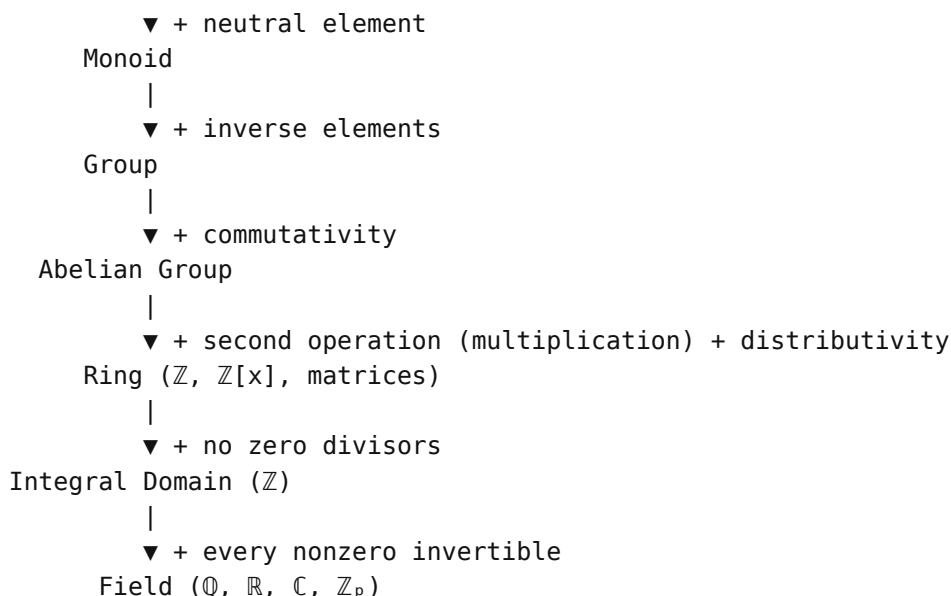 ▼ + neutral element
Monoid
|
▼ + inverse elements
Group
|
▼ + commutativity
Abelian Group
|
▼ + second operation (multiplication) + distributivity
Ring (ℤ, ℤ[x], matrices)
|
▼ + no zero divisors
Integral Domain (ℤ)
|
▼ + every nonzero invertible
Field (ℚ, ℝ, ℂ, ℤₚ)